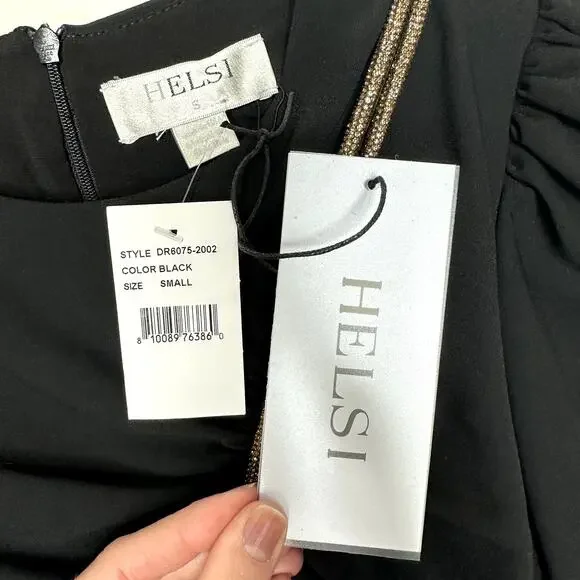 HELSI
S
STYLE DR6075-2002
COLOR BLACK
SIZE SMALL
8 10089 76386 0
HELSI